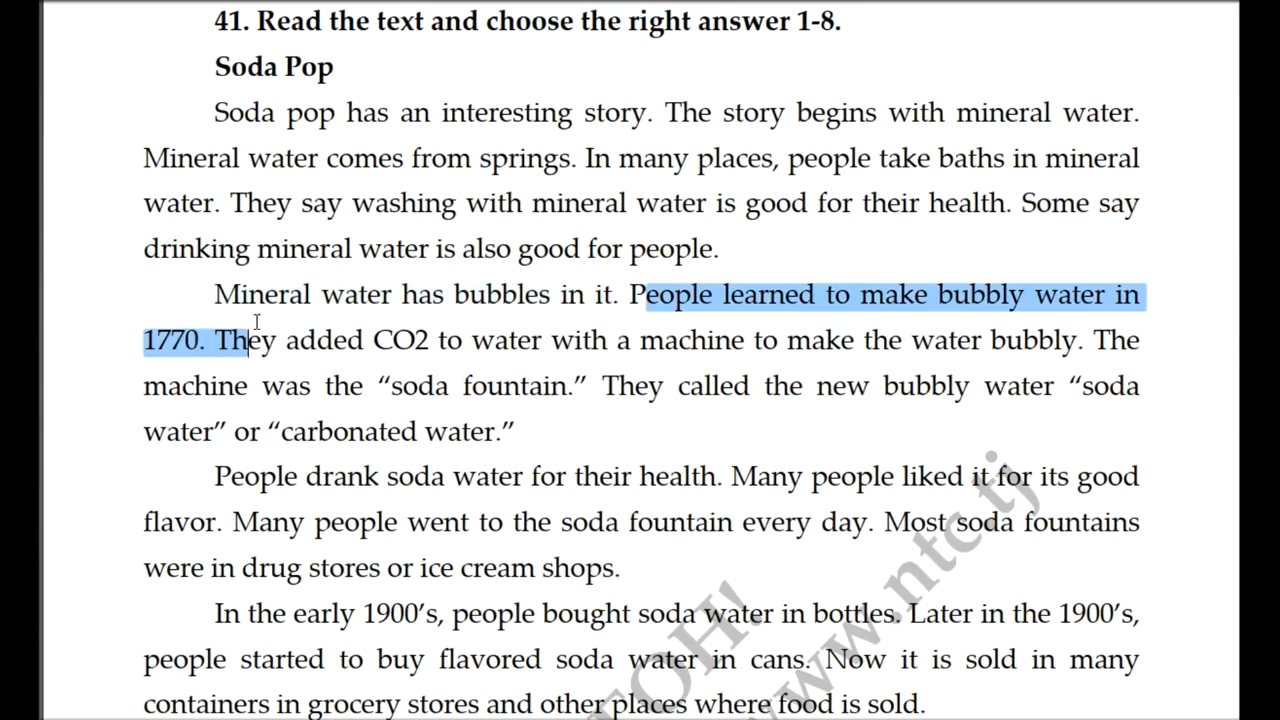 41. Read the text and choose the right answer 1-8.
Soda Pop
Soda pop has an interesting story. The story begins with mineral water.
Mineral water comes from springs. In many places, people take baths in mineral
water. They say washing with mineral water is good for their health. Some say
drinking mineral water is also good for people.
Mineral water has bubbles in it. People learned to make bubbly water in
1770. They added CO2 to water with a machine to make the water bubbly. The
machine was the “soda fountain.” They called the new bubbly water “soda
water” or “carbonated water.”
People drank soda water for their health. Many people liked it for its good
flavor. Many people went to the soda fountain every day. Most soda fountains
were in drug stores or ice cream shops.
In the early 1900’s, people bought soda water in bottles. Later in the 1900’s,
people started to buy flavored soda water in cans. Now it is sold in many
containers in grocery stores and other places where food is sold.
TOH!
www.ntc.tj